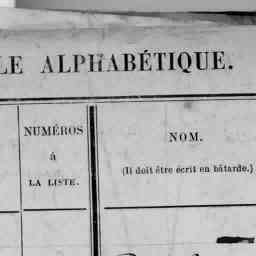 LE ALPHABÉTIQUE.
NUMÉROS
à
LA LISTE.
NOM.
(Il doit être écrit en bâtarde.)